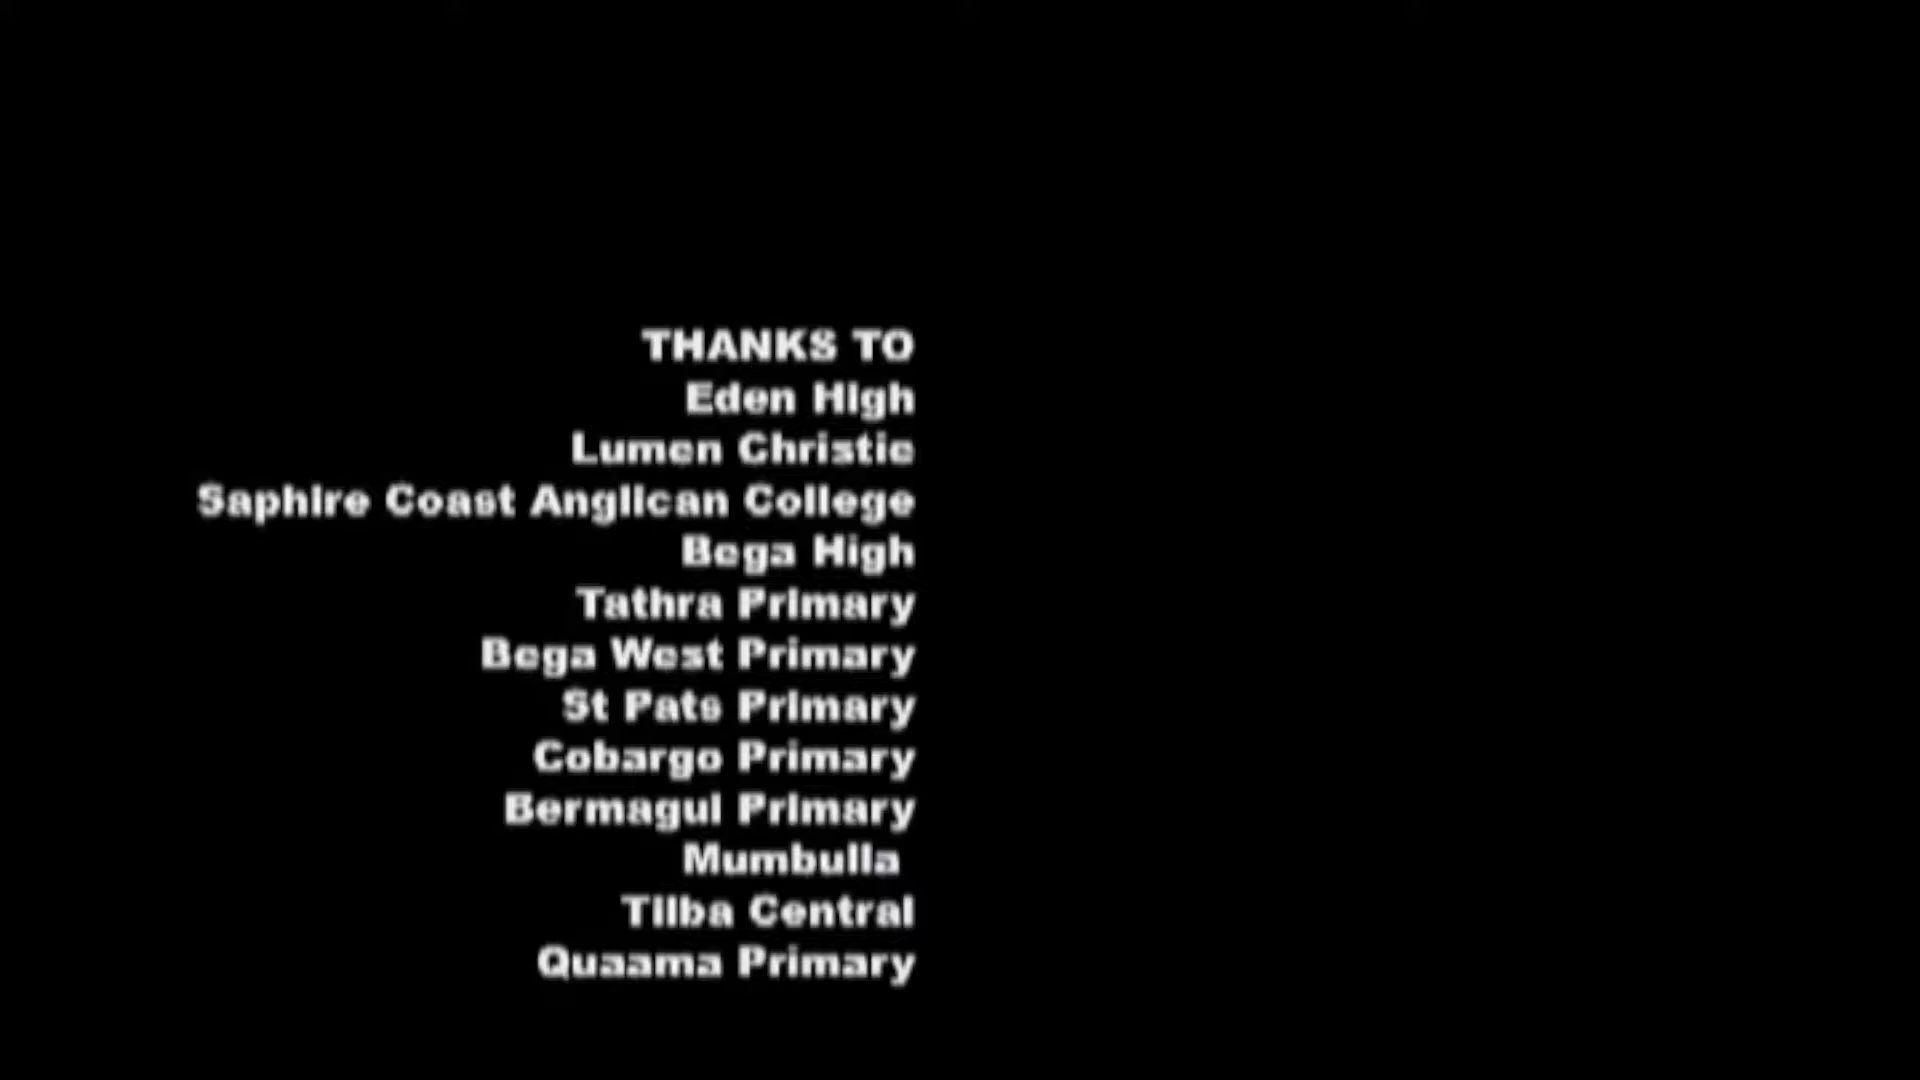 THANKS TO
Eden High
Lumen Christie
Saphire Coast Anglican College
Bega High
Tathra Primary
Bega West Primary
St Pats Primary
Cobargo Primary
Bermagui Primary
Mumbulla
Tilba Central
Quaama Primary